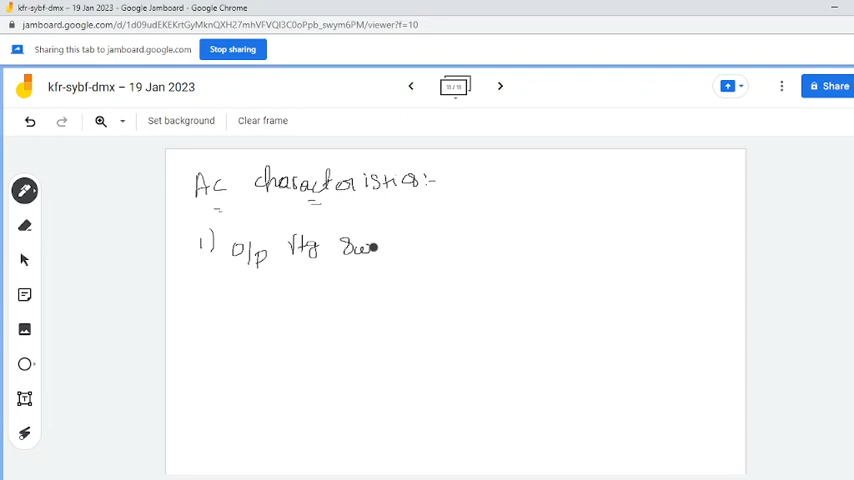 kfr-sybf-dmx – 19 Jan 2023 - Google Jamboard - Google Chrome
jamboard.google.com/d/1d09udEKEKrtGyMknQXH27mhVFVQI3C0oPpb_swym6PM/viewer?f=10
Sharing this tab to jamboard.google.com Stop sharing
kfr-sybf-dmx – 19 Jan 2023 11 / 11 Share
Set background Clear frame
AC characteristics:-
1) O/p Vtg